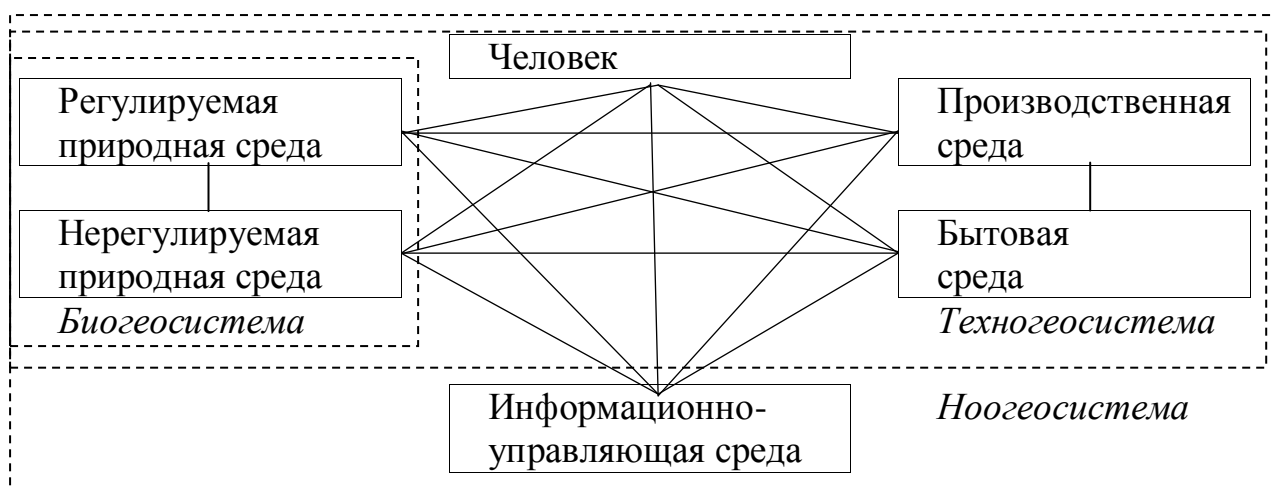 Человек
Регулируемая
природная среда
Производственная
среда
Нерегулируемая
природная среда
Бытовая
среда
Биогеосистема
Техногеосистема
Информационно-
управляющая среда
Ноогеосистема